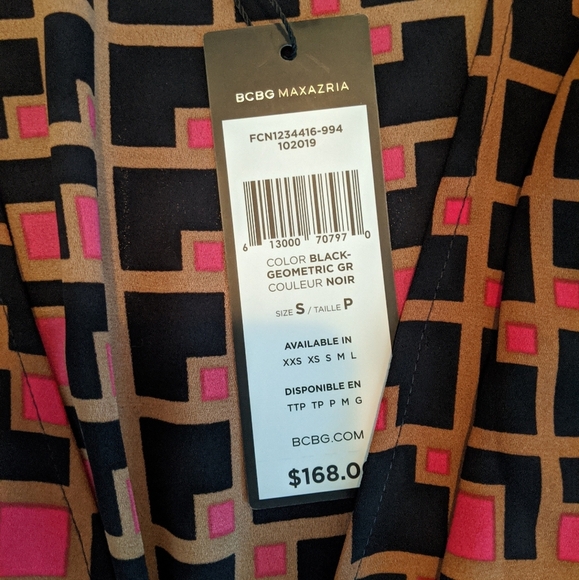 BCBG MAXAZRIA
FCN1234416-994
102019
6 13000 70797 0
COLOR BLACK-
GEOMETRIC GR
COULEUR NOIR
SIZE S / TAILLE P
AVAILABLE IN
XXS XS S M L
DISPONIBLE EN
TTP TP P M G
BCBG.COM
$168.0